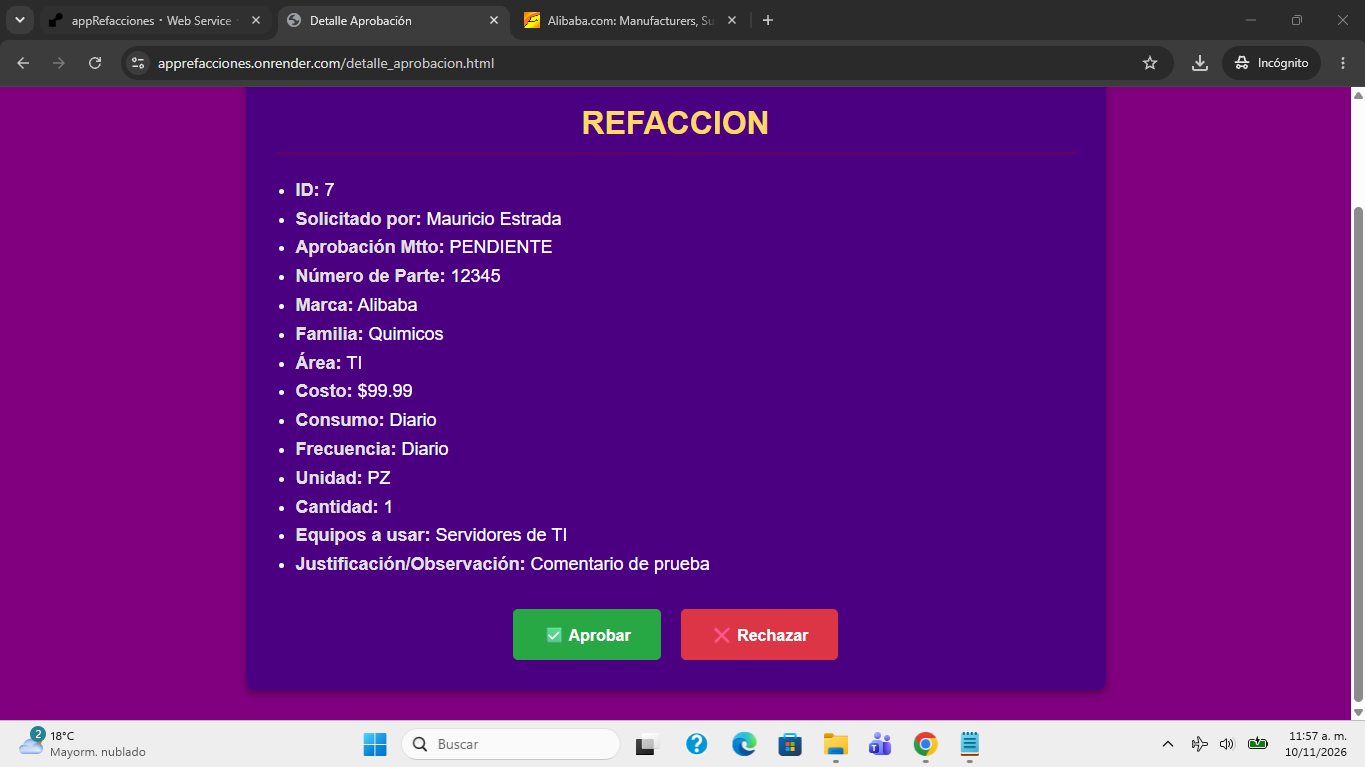 appRefacciones · Web Service ·
Detalle Aprobación
Alibaba.com: Manufacturers, Su
apprefacciones.onrender.com/detalle_aprobacion.html
Incógnito
REFACCION
ID: 7
Solicitado por: Mauricio Estrada
Aprobación Mtto: PENDIENTE
Número de Parte: 12345
Marca: Alibaba
Familia: Quimicos
Área: TI
Costo: $99.99
Consumo: Diario
Frecuencia: Diario
Unidad: PZ
Cantidad: 1
Equipos a usar: Servidores de TI
Justificación/Observación: Comentario de prueba
Aprobar
Rechazar
2
18°C
Mayorm. nublado
Buscar
11:57 a. m.
10/11/2026